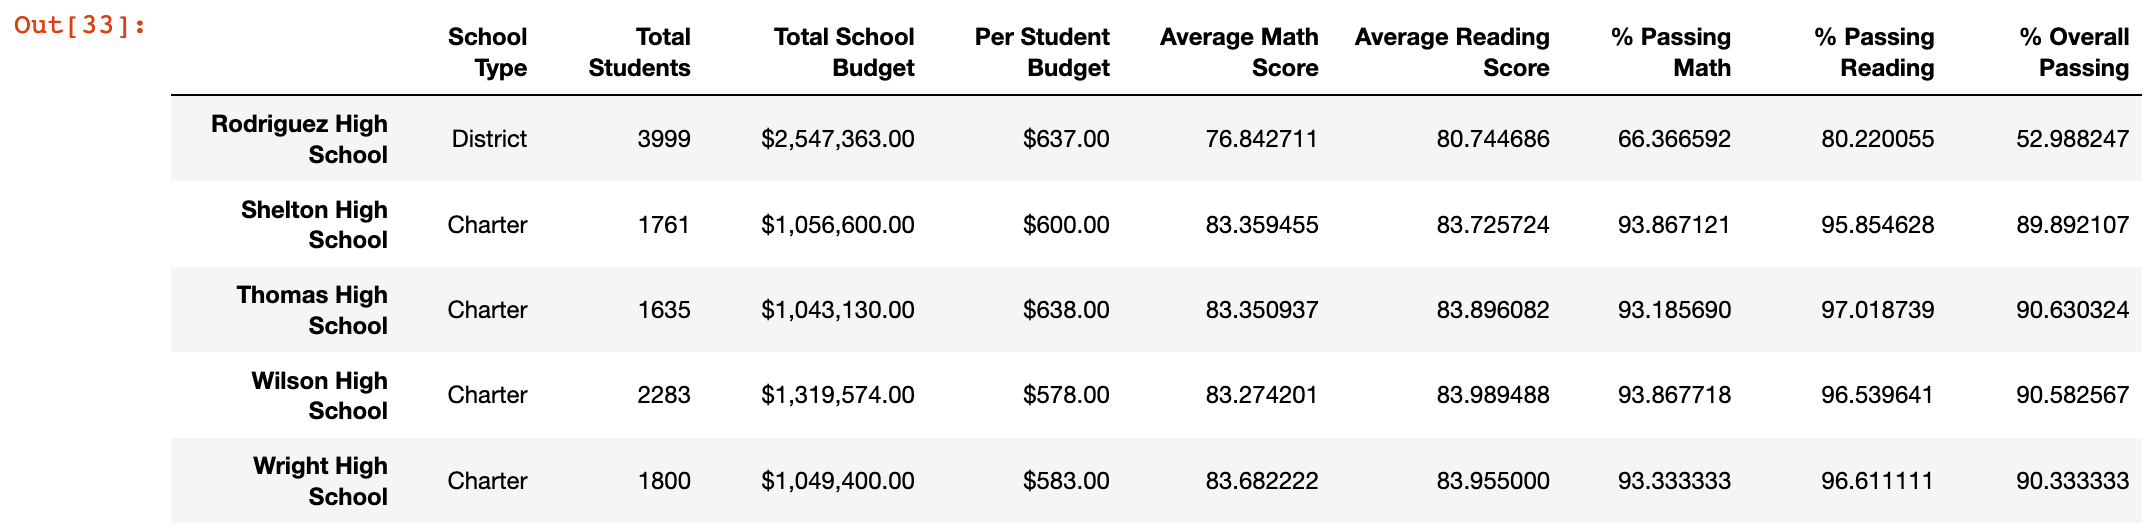 Out[33]:
School Type Total Students Total School Budget Per Student Budget Average Math Score Average Reading Score % Passing Math % Passing Reading % Overall Passing
Rodriguez High School District 3999 $2,547,363.00 $637.00 76.842711 80.744686 66.366592 80.220055 52.988247
Shelton High School Charter 1761 $1,056,600.00 $600.00 83.359455 83.725724 93.867121 95.854628 89.892107
Thomas High School Charter 1635 $1,043,130.00 $638.00 83.350937 83.896082 93.185690 97.018739 90.630324
Wilson High School Charter 2283 $1,319,574.00 $578.00 83.274201 83.989488 93.867718 96.539641 90.582567
Wright High School Charter 1800 $1,049,400.00 $583.00 83.682222 83.955000 93.333333 96.611111 90.333333